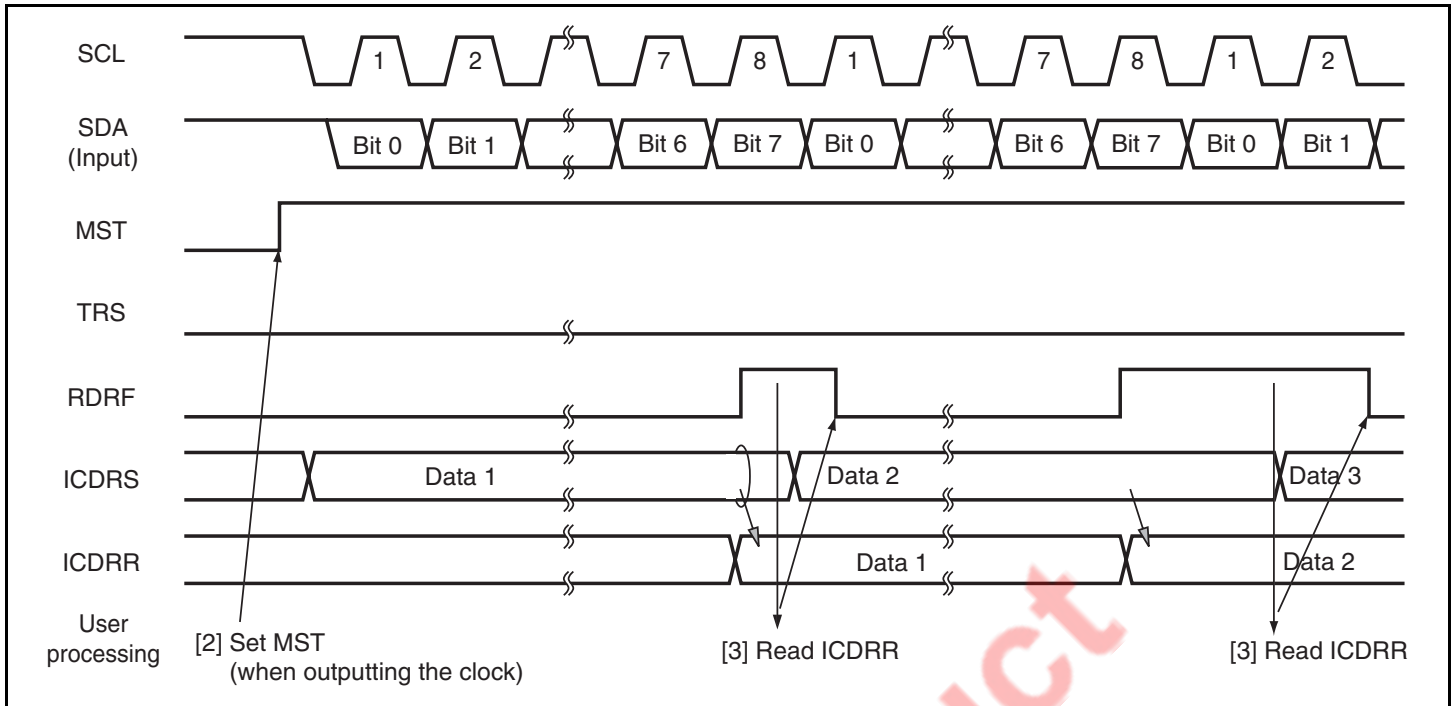 SCL
1 2 7 8 1 7 8 1 2
SDA
(Input)
Bit 0 Bit 1 Bit 6 Bit 7 Bit 0 Bit 6 Bit 7 Bit 0 Bit 1
MST
TRS
RDRF
ICDRS
Data 1 Data 2 Data 3
ICDRR
Data 1 Data 2
User
processing
[2] Set MST
(when outputting the clock)
[3] Read ICDRR
[3] Read ICDRR
uct